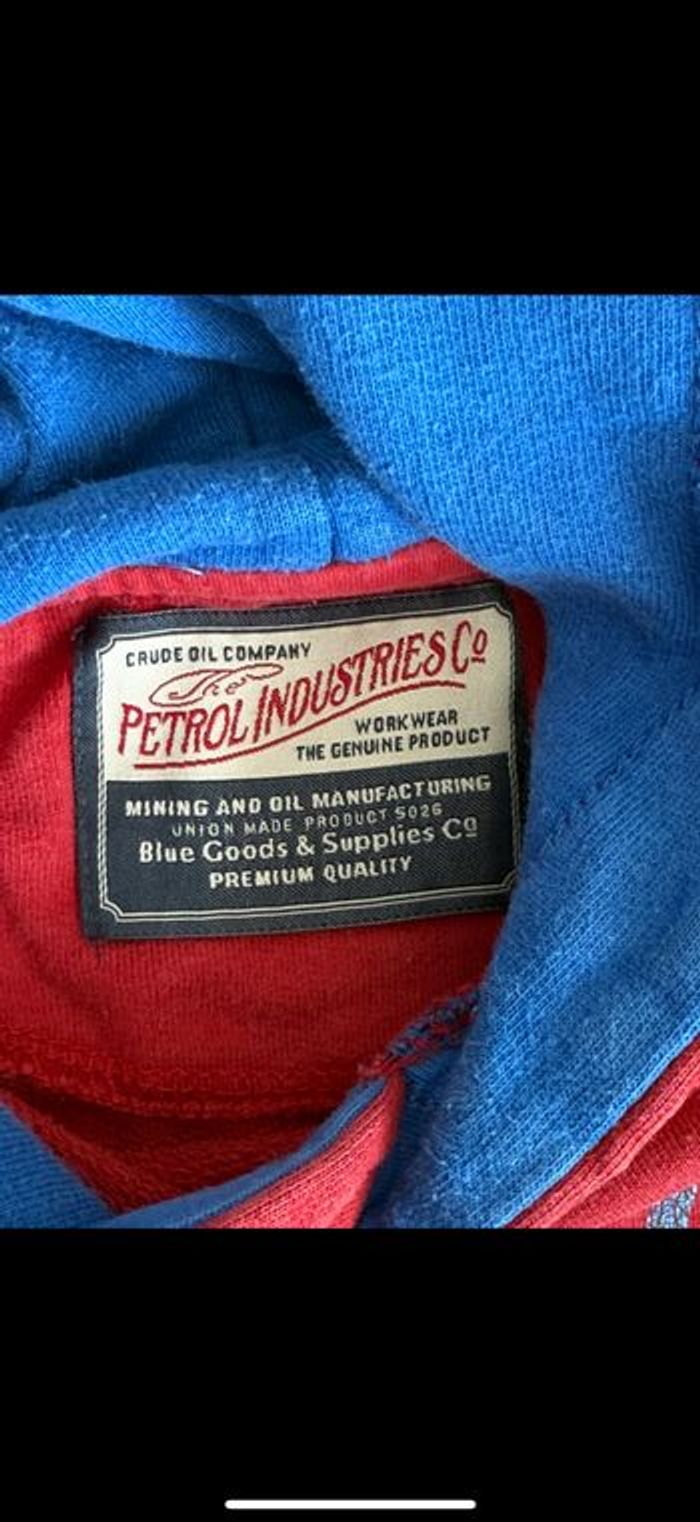 CRUDE OIL COMPANY
The
PETROL INDUSTRIES Co
WORKWEAR
THE GENUINE PRODUCT
MINING AND OIL MANUFACTURING
UNION MADE PRODUCT 5026
Blue Goods & Supplies Co
PREMIUM QUALITY